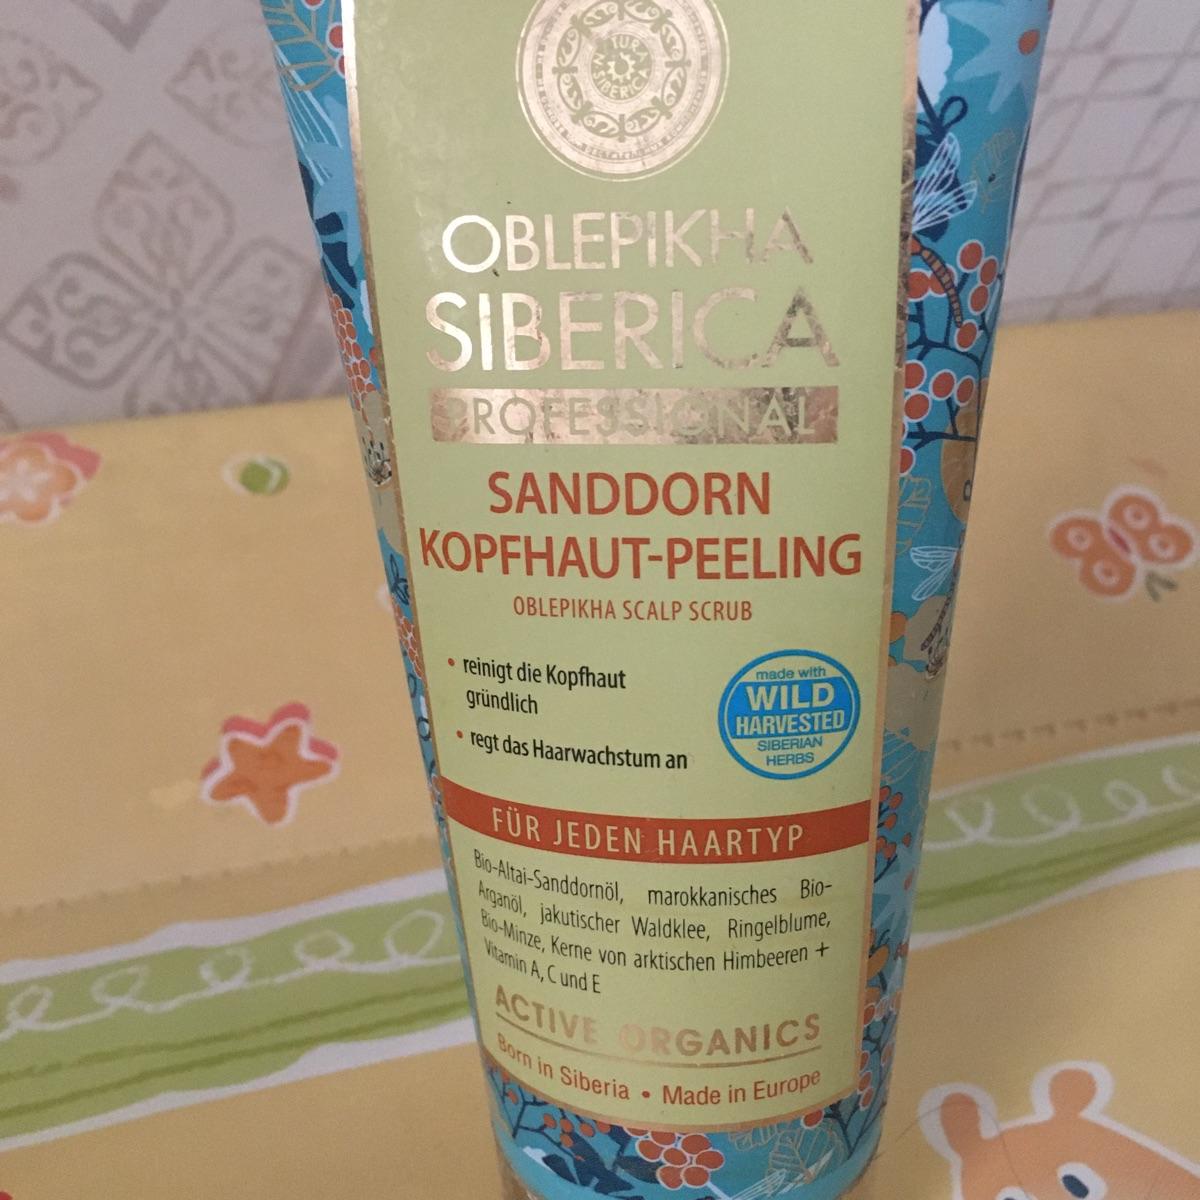 NATURA
SIBERICA
OBLEPIKHA
SIBERICA
PROFESSIONAL
SANDDORN
KOPFHAUT-PEELING
OBLEPIKHA SCALP SCRUB
• reinigt die Kopfhaut
gründlich
• regt das Haarwachstum an
made with
WILD
HARVESTED
SIBERIAN
HERBS
FÜR JEDEN HAARTYP
Bio-Altai-Sanddornöl, marokkanisches Bio-
Arganöl, jakutischer Waldklee, Ringelblume,
Bio-Minze, Kerne von arktischen Himbeeren +
Vitamin A, C und E
ACTIVE ORGANICS
Born in Siberia • Made in Europe